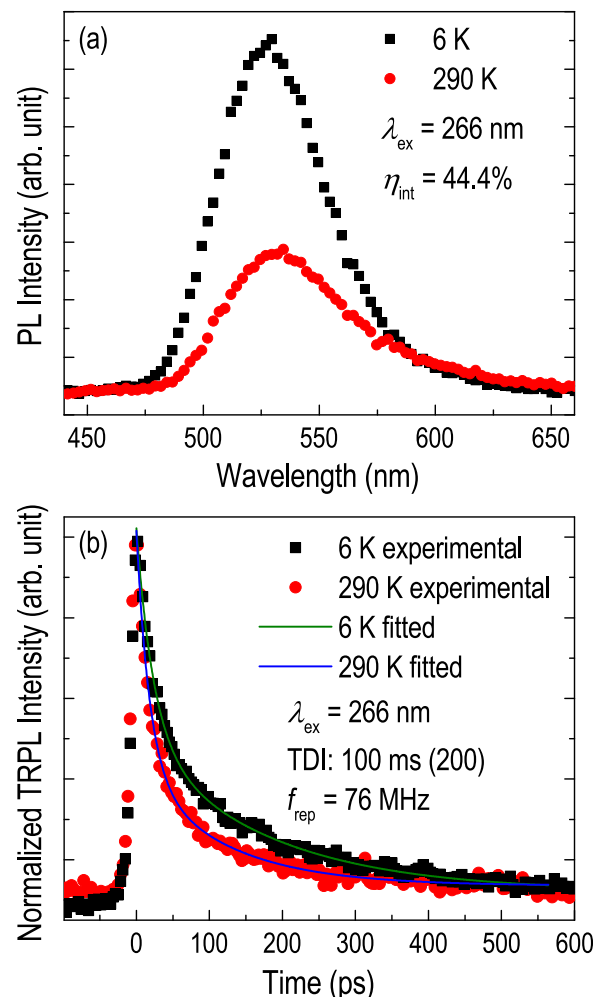 (a)
6 K
290 K
λex = 266 nm
ηint = 44.4%
PL Intensity (arb. unit)
450 500 550 600 650
Wavelength (nm)
(b)
6 K experimental
290 K experimental
6 K fitted
290 K fitted
λex = 266 nm
TDI: 100 ms (200)
frep = 76 MHz
Normalized TRPL Intensity (arb. unit)
0 100 200 300 400 500 600
Time (ps)